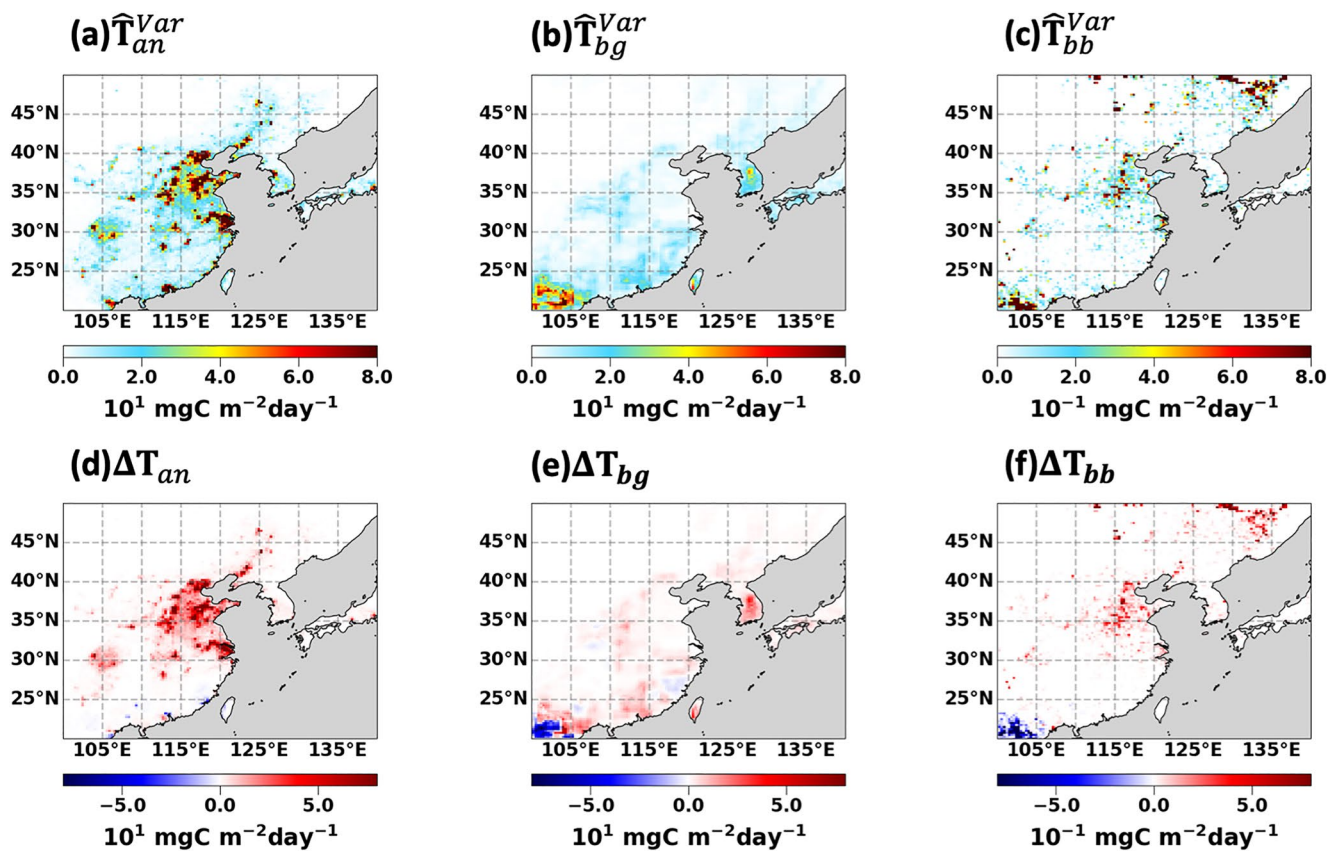 (a) T̂_an^Var (b) T̂_bg^Var (c) T̂_bb^Var
45°N 45°N 45°N
40°N 40°N 40°N
35°N 35°N 35°N
30°N 30°N 30°N
25°N 25°N 25°N
105°E 115°E 125°E 135°E 105°E 115°E 125°E 135°E 105°E 115°E 125°E 135°E
0.0 2.0 4.0 6.0 8.0 0.0 2.0 4.0 6.0 8.0 0.0 2.0 4.0 6.0 8.0
10¹ mgC m⁻²day⁻¹ 10¹ mgC m⁻²day⁻¹ 10⁻¹ mgC m⁻²day⁻¹
(d) ΔT_an (e) ΔT_bg (f) ΔT_bb
45°N 45°N 45°N
40°N 40°N 40°N
35°N 35°N 35°N
30°N 30°N 30°N
25°N 25°N 25°N
105°E 115°E 125°E 135°E 105°E 115°E 125°E 135°E 105°E 115°E 125°E 135°E
−5.0 0.0 5.0 −5.0 0.0 5.0 −5.0 0.0 5.0
10¹ mgC m⁻²day⁻¹ 10¹ mgC m⁻²day⁻¹ 10⁻¹ mgC m⁻²day⁻¹